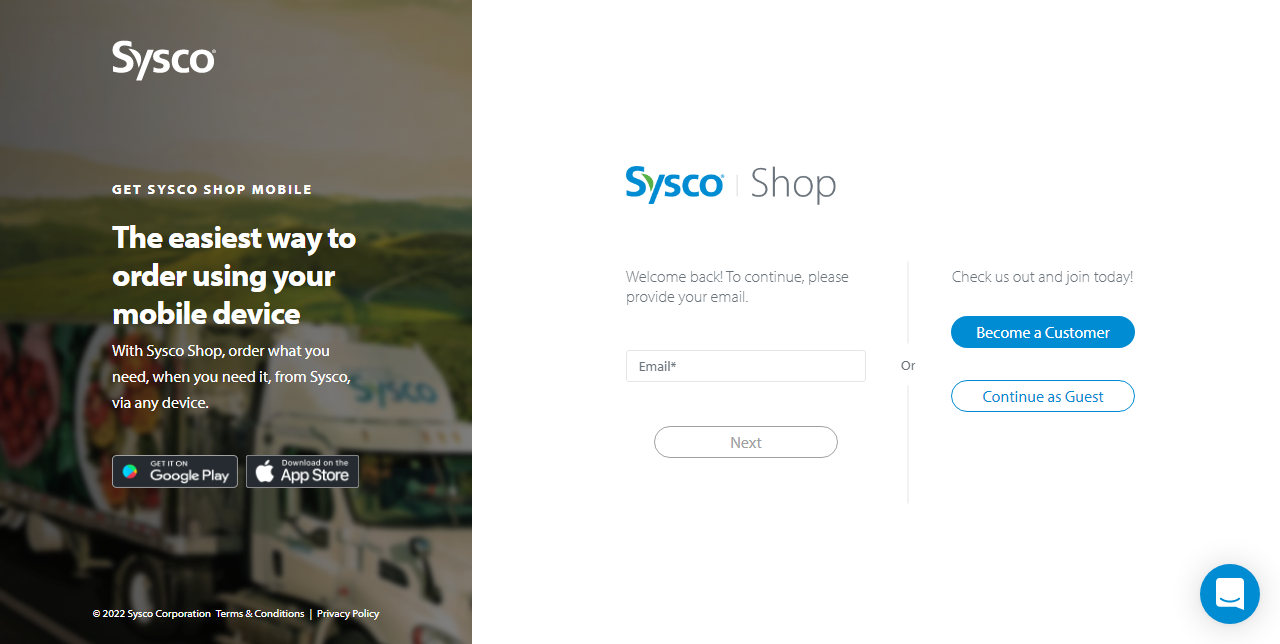 Sysco
GET SYSCO SHOP MOBILE
The easiest way to
order using your
mobile device
With Sysco Shop, order what you
need, when you need it, from Sysco,
via any device.
GET IT ON
Google Play
Download on the
App Store
Sysco
© 2022 Sysco Corporation Terms & Conditions | Privacy Policy
Sysco® | Shop
Welcome back! To continue, please
provide your email.
Email*
Next
Or
Check us out and join today!
Become a Customer
Continue as Guest